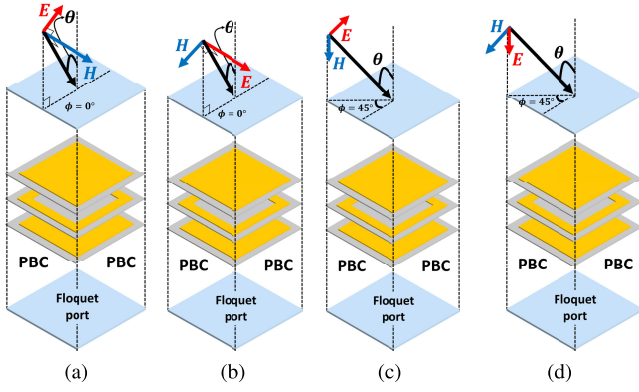 E θ H ϕ = 0°
H θ E ϕ = 0°
E H θ ϕ = 45°
H E θ ϕ = 45°
PBC PBC PBC PBC PBC PBC PBC PBC
Floquet port
Floquet port
Floquet port
Floquet port
(a) (b) (c) (d)